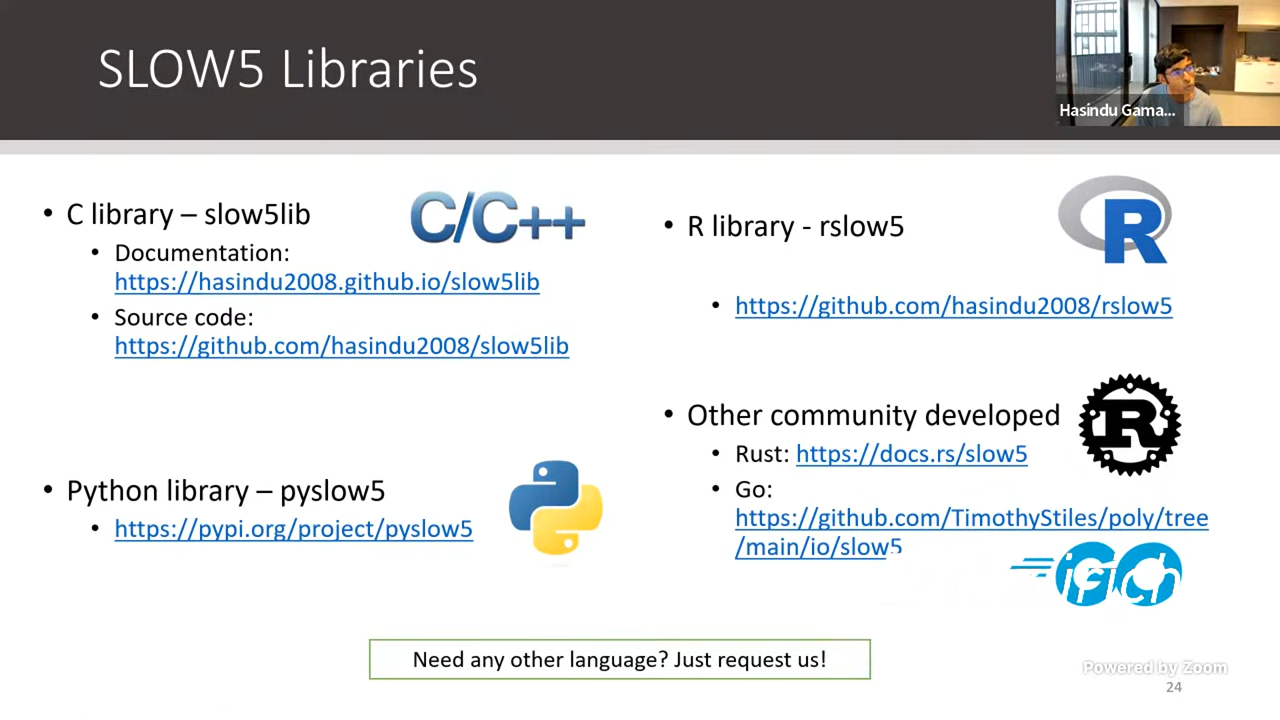 SLOW5 Libraries
Hasindu Gama...
• C library – slow5lib
C/C++
• Documentation:
https://hasindu2008.github.io/slow5lib
• Source code:
https://github.com/hasindu2008/slow5lib
• Python library – pyslow5
• https://pypi.org/project/pyslow5
• R library - rslow5
R
• https://github.com/hasindu2008/rslow5
• Other community developed
R
• Rust: https://docs.rs/slow5
• Go:
https://github.com/TimothyStiles/poly/tree
/main/io/slow5
GO
Need any other language? Just request us!
Powered by Zoom
24